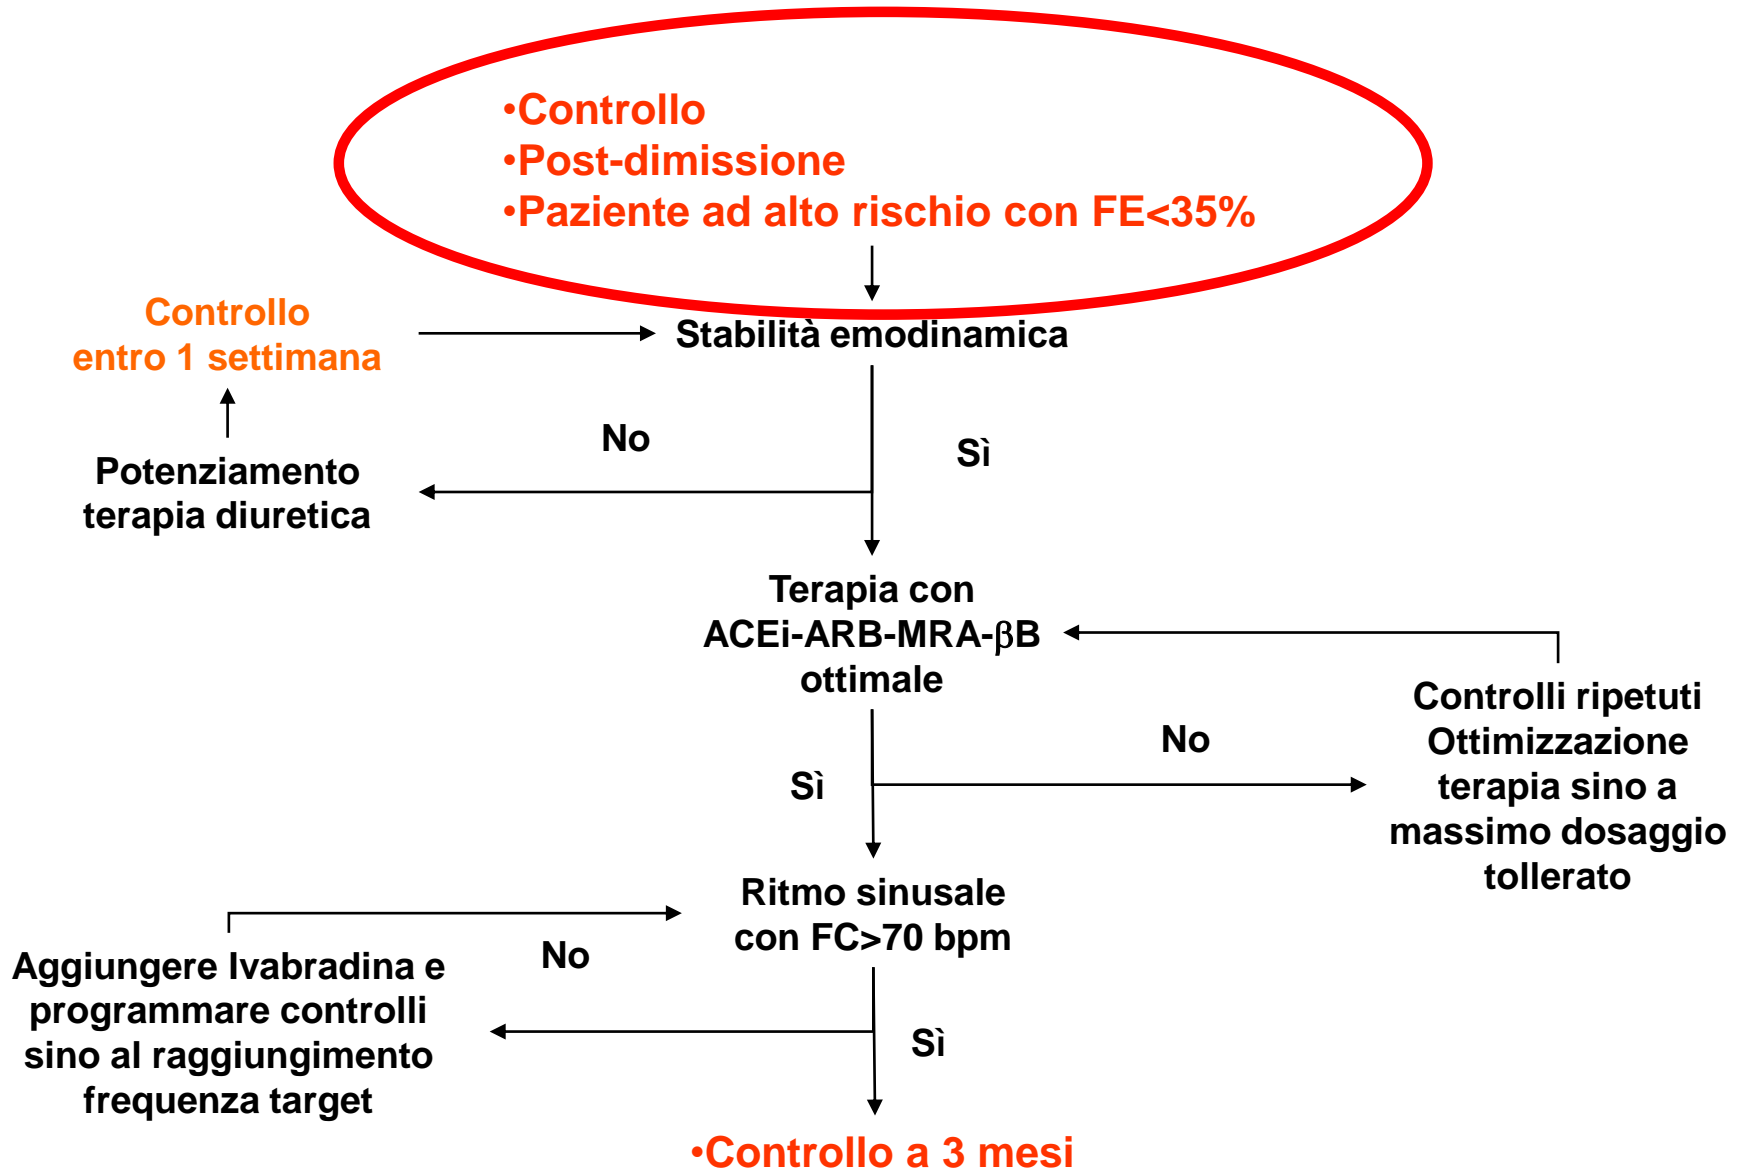 •Controllo
•Post-dimissione
•Paziente ad alto rischio con FE<35%
Controllo
entro 1 settimana
Stabilità emodinamica
No
Sì
Potenziamento
terapia diuretica
Terapia con
ACEi-ARB-MRA-βB
ottimale
Controlli ripetuti
Ottimizzazione
terapia sino a
massimo dosaggio
tollerato
No
Sì
Ritmo sinusale
con FC>70 bpm
No
Aggiungere Ivabradina e
programmare controlli
sino al raggiungimento
frequenza target
Sì
•Controllo a 3 mesi